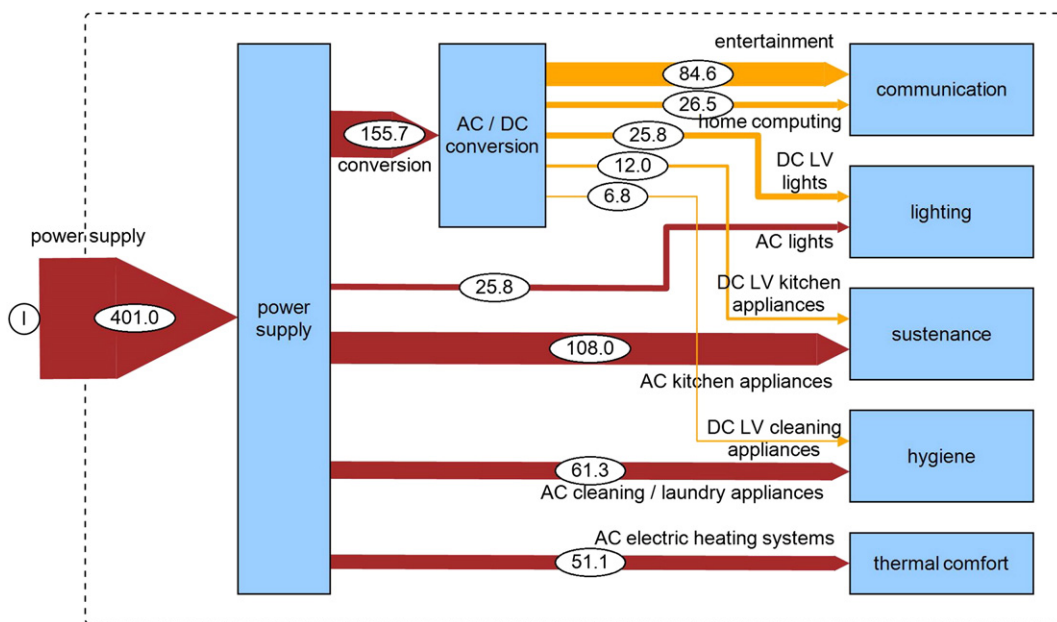 entertainment
84.6
communication
26.5
home computing
155.7
conversion
AC / DC
conversion
25.8
DC LV
lights
12.0
6.8
lighting
AC lights
power supply
401.0
I
power
supply
25.8
DC LV kitchen
appliances
sustenance
108.0
AC kitchen appliances
DC LV cleaning
appliances
hygiene
61.3
AC cleaning / laundry appliances
AC electric heating systems
51.1
thermal comfort